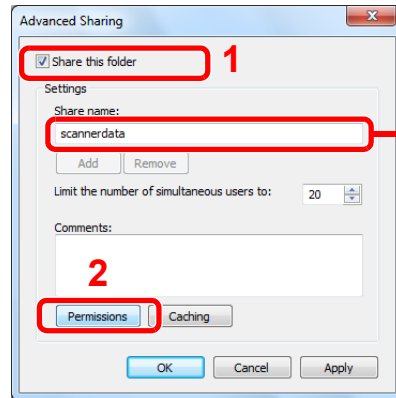 Advanced Sharing
x
Share this folder 1
Settings
Share name:
scannerdata
Add Remove
Limit the number of simultaneous users to: 20
Comments:
2
Permissions Caching
OK Cancel Apply